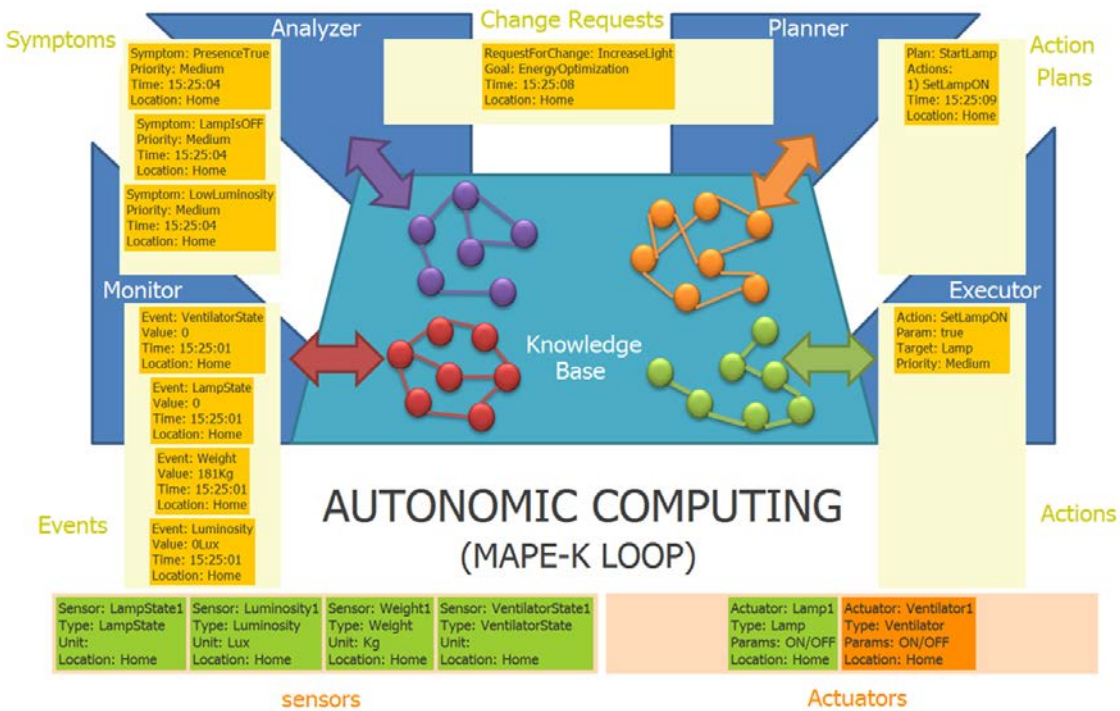 Symptoms
Analyzer
Change Requests
Planner
Action
Plans
Symptom: PresenceTrue
Priority: Medium
Time: 15:25:04
Location: Home
Symptom: LampIsOFF
Priority: Medium
Time: 15:25:04
Location: Home
Symptom: LowLuminosity
Priority: Medium
Time: 15:25:04
Location: Home
RequestForChange: IncreaseLight
Goal: EnergyOptimization
Time: 15:25:08
Location: Home
Plan: StartLamp
Actions:
1) SetLampON
Time: 15:25:09
Location: Home
Monitor
Event: VentilatorState
Value: 0
Time: 15:25:01
Location: Home
Event: LampState
Value: 0
Time: 15:25:01
Location: Home
Event: Weight
Value: 181Kg
Time: 15:25:01
Location: Home
Event: Luminosity
Value: 0Lux
Time: 15:25:01
Location: Home
Events
Knowledge
Base
Executor
Action: SetLampON
Param: true
Target: Lamp
Priority: Medium
Actions
AUTONOMIC COMPUTING
(MAPE-K LOOP)
Sensor: LampState1
Type: LampState
Unit:
Location: Home
Sensor: Luminosity1
Type: Luminosity
Unit: Lux
Location: Home
Sensor: Weight1
Type: Weight
Unit: Kg
Location: Home
Sensor: VentilatorState1
Type: VentilatorState
Unit:
Location: Home
Actuator: Lamp1
Type: Lamp
Params: ON/OFF
Location: Home
Actuator: Ventilator1
Type: Ventilator
Params: ON/OFF
Location: Home
sensors
Actuators